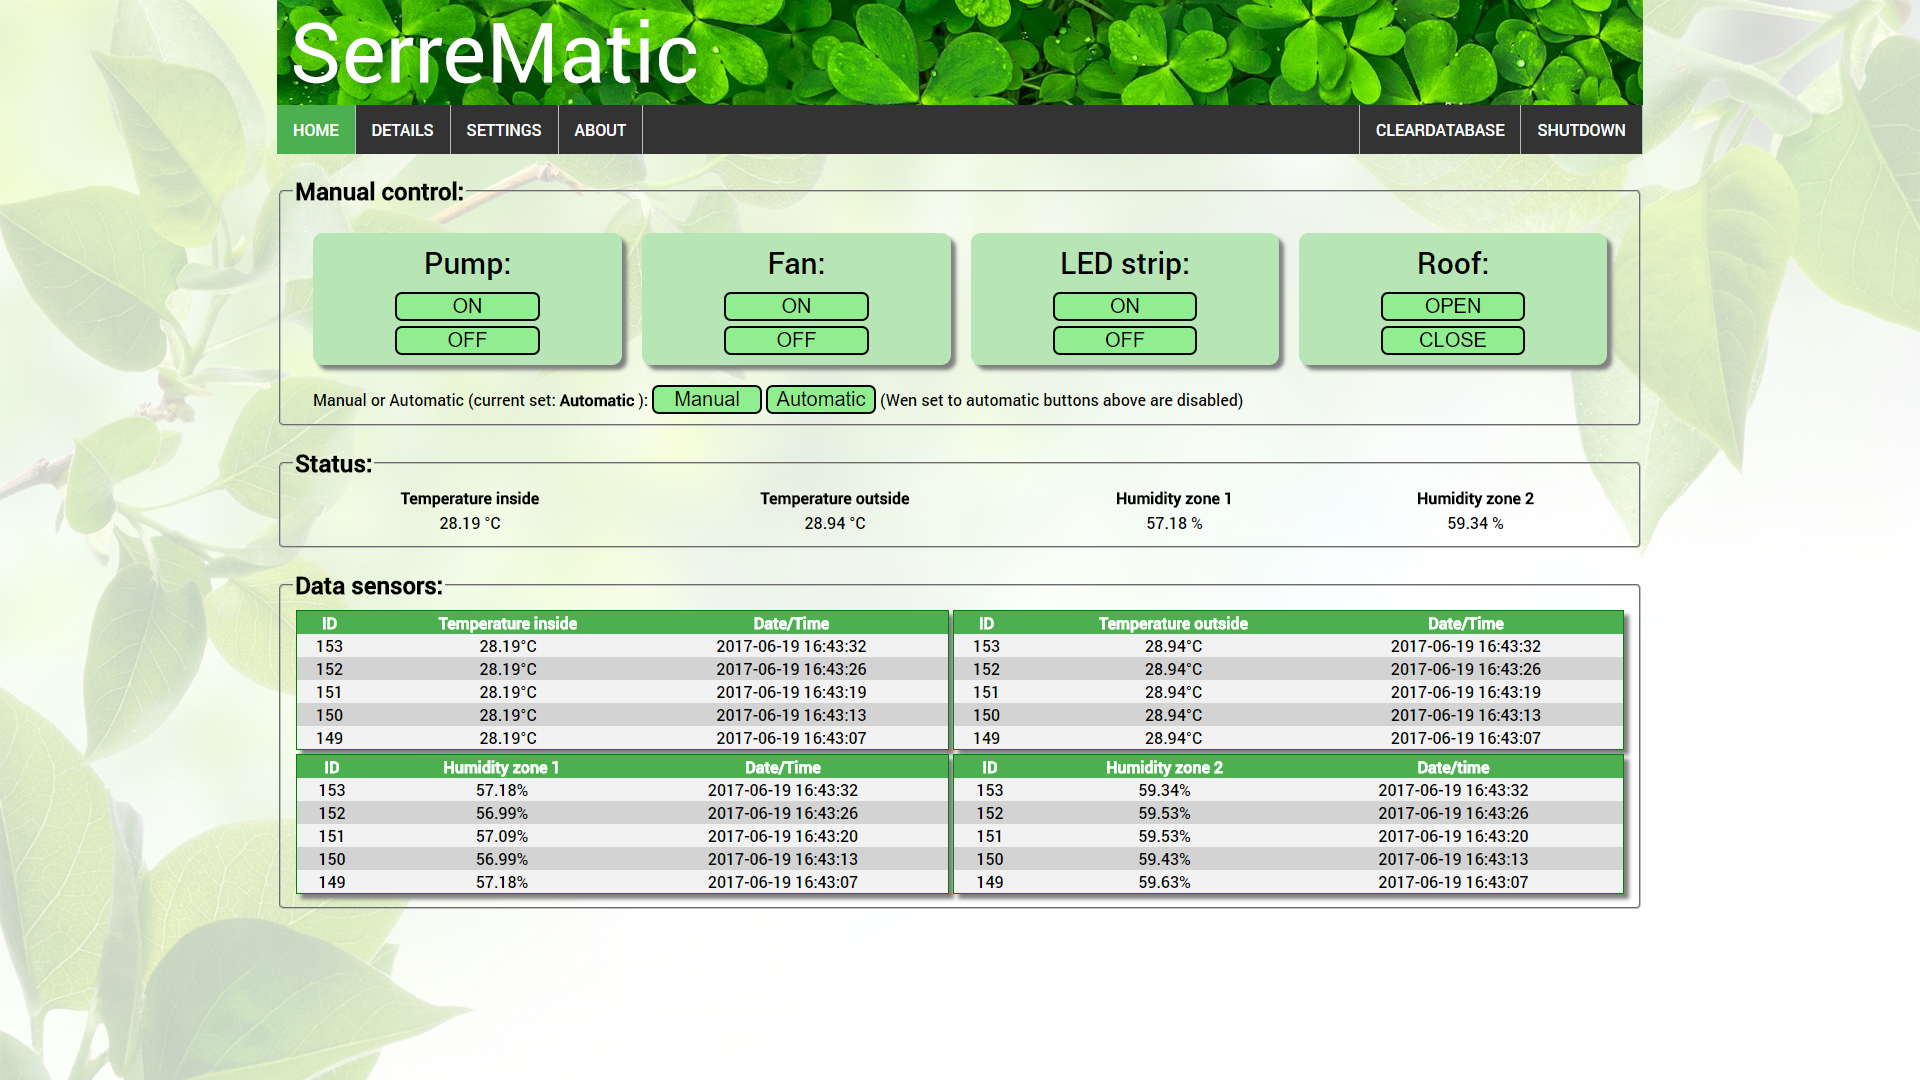 SerreMatic
HOME DETAILS SETTINGS ABOUT CLEARDATABASE SHUTDOWN
Manual control:
Pump: Fan: LED strip: Roof:
ON ON ON OPEN
OFF OFF OFF CLOSE
Manual or Automatic (current set: Automatic ): Manual Automatic (Wen set to automatic buttons above are disabled)
Status:
Temperature inside Temperature outside Humidity zone 1 Humidity zone 2
28.19 °C 28.94 °C 57.18 % 59.34 %
Data sensors:
ID Temperature inside Date/Time ID Temperature outside Date/Time
153 28.19°C 2017-06-19 16:43:32 153 28.94°C 2017-06-19 16:43:32
152 28.19°C 2017-06-19 16:43:26 152 28.94°C 2017-06-19 16:43:26
151 28.19°C 2017-06-19 16:43:19 151 28.94°C 2017-06-19 16:43:19
150 28.19°C 2017-06-19 16:43:13 150 28.94°C 2017-06-19 16:43:13
149 28.19°C 2017-06-19 16:43:07 149 28.94°C 2017-06-19 16:43:07
ID Humidity zone 1 Date/Time ID Humidity zone 2 Date/time
153 57.18% 2017-06-19 16:43:32 153 59.34% 2017-06-19 16:43:32
152 56.99% 2017-06-19 16:43:26 152 59.53% 2017-06-19 16:43:26
151 57.09% 2017-06-19 16:43:20 151 59.53% 2017-06-19 16:43:20
150 56.99% 2017-06-19 16:43:13 150 59.43% 2017-06-19 16:43:13
149 57.18% 2017-06-19 16:43:07 149 59.63% 2017-06-19 16:43:07